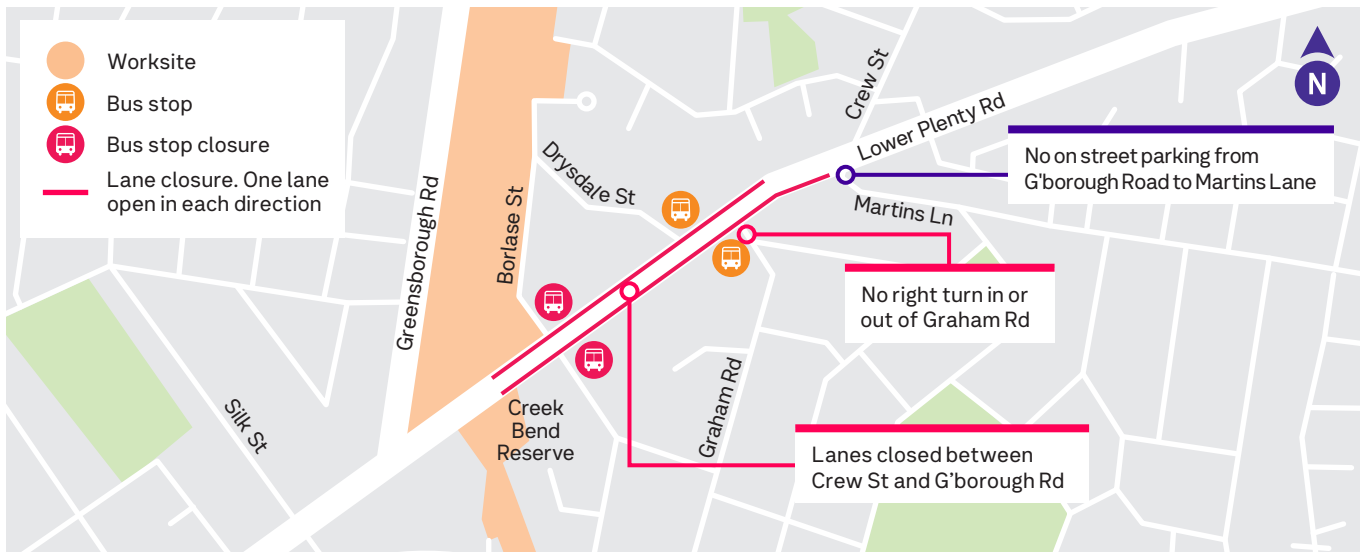 Worksite
Bus stop
Bus stop closure
Lane closure. One lane
open in each direction
Greensborough Rd
Borlase St
Drysdale St
Crew St
Lower Plenty Rd
Martins Ln
N
No on street parking from
G'borough Road to Martins Lane
No right turn in or
out of Graham Rd
Silk St
Creek
Bend
Reserve
Graham Rd
Lanes closed between
Crew St and G’borough Rd